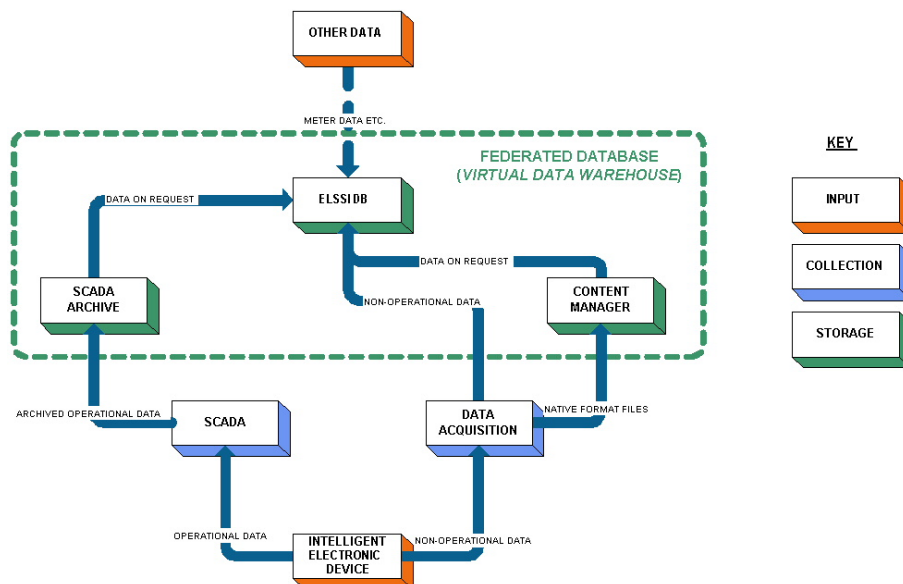 OTHER DATA
METER DATA ETC.
FEDERATED DATABASE
(VIRTUAL DATA WAREHOUSE)
KEY
DATA ON REQUEST
ELSSIDB
INPUT
DATA ON REQUEST
COLLECTION
SCADA
ARCHIVE
NON-OPERATIONAL DATA
CONTENT
MANAGER
STORAGE
ARCHIVED OPERATIONAL DATA
SCADA
DATA
ACQUISITION
NATIVE FORMAT FILES
OPERATIONAL DATA
INTELLIGENT
ELECTRONIC
DEVICE
NON-OPERATIONAL DATA